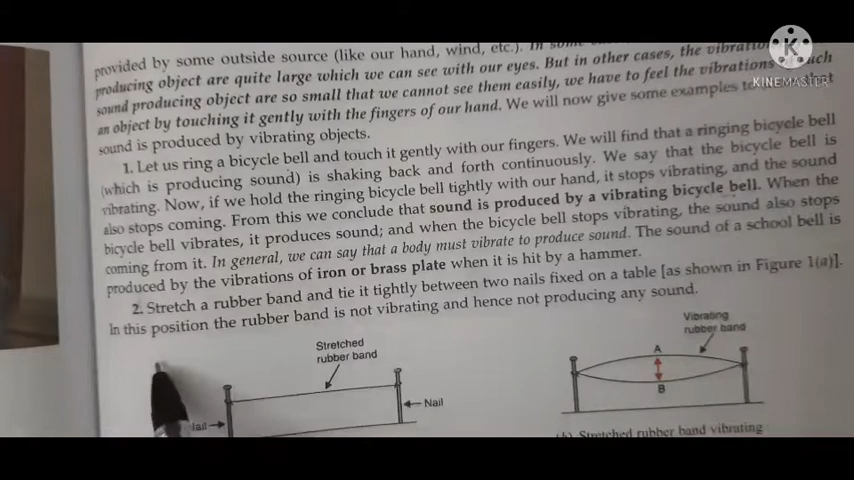 provided by some outside source (like our hand, wind, etc.). In some
producing object are quite large which we can see with our eyes. But in other cases, the
sound producing object are so small that we cannot see them easily, we have to feel the vibrations
an object by touching it gently with the fingers of our hand. We will now give some examples
sound is produced by vibrating objects.
1. Let us ring a bicycle bell and touch it gently with our fingers. We will find that a ringing bicycle bell
(which is producing sound) is shaking back and forth continuously. We say that the bicycle bell is
vibrating. Now, if we hold the ringing bicycle bell tightly with our hand, it stops vibrating, and the sound
also stops coming. From this we conclude that sound is produced by a vibrating bicycle bell. When the
bicycle bell vibrates, it produces sound; and when the bicycle bell stops vibrating, the sound also stops
coming from it. In general, we can say that a body must vibrate to produce sound. The sound of a school bell is
produced by the vibrations of iron or brass plate when it is hit by a hammer.
2. Stretch a rubber band and tie it tightly between two nails fixed on a table [as shown in Figure 1(a)].
In this position the rubber band is not vibrating and hence not producing any sound.
Stretched
rubber band
Nail
Vibrating
rubber band
A
B
Stretched rubber band vibrating
K
KINEMASTER